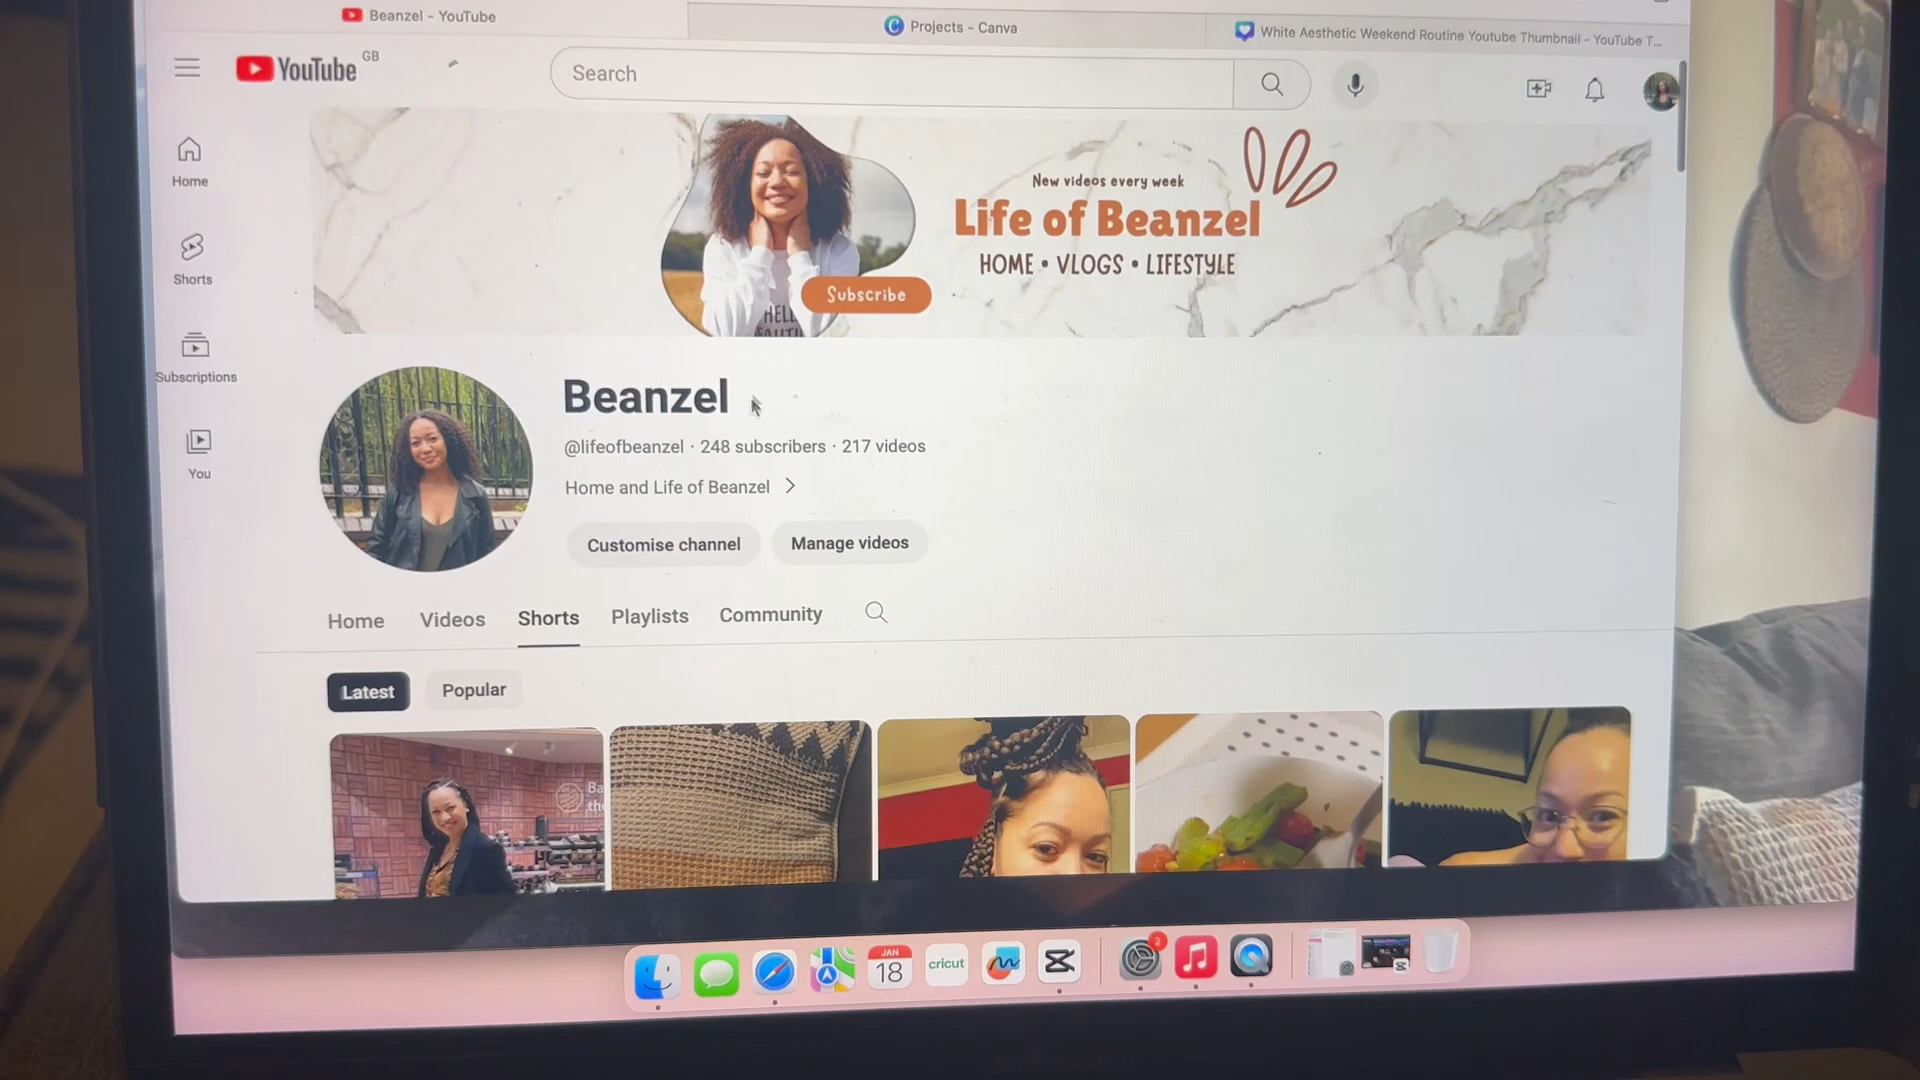 Beanzel - YouTube
Projects - Canva
White Aesthetic Weekend Routine Youtube Thumbnail - YouTube T...
YouTube GB
Search
Home
Shorts
Subscriptions
You
New videos every week
Life of Beanzel
HOME • VLOGS • LIFESTYLE
Subscribe
Beanzel
@lifeofbeanzel · 248 subscribers · 217 videos
Home and Life of Beanzel
Customise channel
Manage videos
Home
Videos
Shorts
Playlists
Community
Latest
Popular
JAN
18
cricut
2